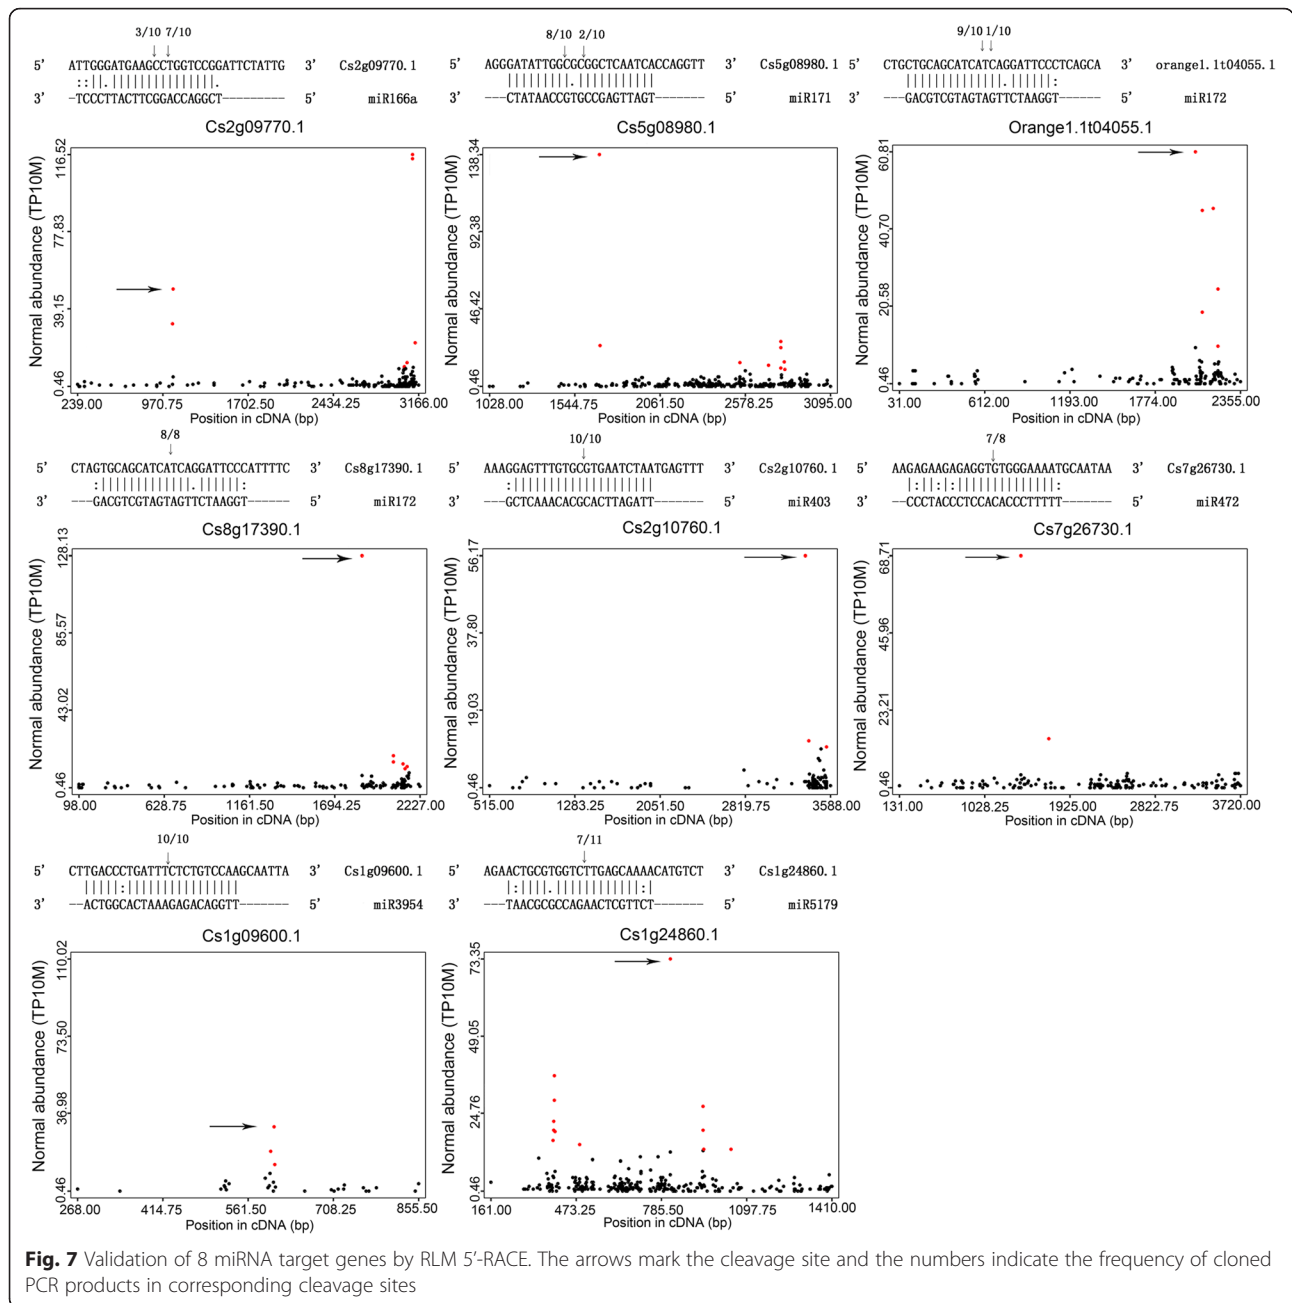 3/10 7/10
5' ATTGGGATGAAGCCTGGTCCGGATTCTATTG 3' Cs2g09770.1
::||.||||||||||||||||.
3' -TCCCTTACTTCGGACCAGGCT--------- 5' miR166a
Cs2g09770.1
Normal abundance (TP10M)
116.52
77.83
39.15
0.46
239.00 970.75 1702.50 2434.25 3166.00
Position in cDNA (bp)
8/10 2/10
5' AGGGATATTGGCGCGGCTCAATCACCAGGTT 3' Cs5g08980.1
3' ---CTATAACCGTGCCGAGTTAGT------- 5' miR171
Cs5g08980.1
Normal abundance (TP10M)
138.34
92.38
46.42
0.46
1028.00 1544.75 2061.50 2578.25 3095.00
Position in cDNA (bp)
9/10 1/10
5' CTGCTGCAGCATCATCAGGATTCCCTCAGCA 3' orange1.1t04055.1
3' ---GACGTCGTAGTAGTTCTAAGGT------ 5' miR172
Orange1.1t04055.1
Normal abundance (TP10M)
60.81
40.70
20.58
0.46
31.00 612.00 1193.00 1774.00 2355.00
Position in cDNA (bp)
8/8
5' CTAGTGCAGCATCATCAGGATTCCCATTTTC 3' Cs8g17390.1
3' ---GACGTCGTAGTAGTTCTAAGGT------ 5' miR172
Cs8g17390.1
Normal abundance (TP10M)
128.13
85.57
43.02
0.46
98.00 628.75 1161.50 1694.25 2227.00
Position in cDNA (bp)
10/10
5' AAAGGAGTTTGTGCGTGAATCTAATGAGTTT 3' Cs2g10760.1
3' ---GCTCAAACACGCACTTAGATT------- 5' miR403
Cs2g10760.1
Normal abundance (TP10M)
56.17
37.80
19.03
0.46
515.00 1283.25 2051.50 2819.75 3588.00
Position in cDNA (bp)
7/8
5' AAGAGAAGAGAGGTGTGGGAAAATGCAATAA 3' Cs7g26730.1
3' --CCCTACCCTCCACACCCTTTTT------- 5' miR472
Cs7g26730.1
Normal abundance (TP10M)
68.71
45.96
23.21
0.46
131.00 1028.25 1925.00 2822.75 3720.00
Position in cDNA (bp)
10/10
5' CTTGACCCTGATTTCTCTGTCCAAGCAATTA 3' Cs1g09600.1
3' --ACTGGCACTAAAGAGACAGGTT------- 5' miR3954
Cs1g09600.1
Normal abundance (TP10M)
110.02
73.50
36.98
0.46
268.00 414.75 561.50 708.25 855.50
Position in cDNA (bp)
7/11
5' AGAACTGCGTGGTCTTGAGCAAAACATGTCT 3' Cs1g24860.1
3' ---TAACGCGCCAGAACTCGTTCT------- 5' miR5179
Cs1g24860.1
Normal abundance (TP10M)
73.35
49.05
24.76
0.46
161.00 473.25 785.50 1097.75 1410.00
Position in cDNA (bp)
Fig. 7 Validation of 8 miRNA target genes by RLM 5′-RACE. The arrows mark the cleavage site and the numbers indicate the frequency of cloned
PCR products in corresponding cleavage sites